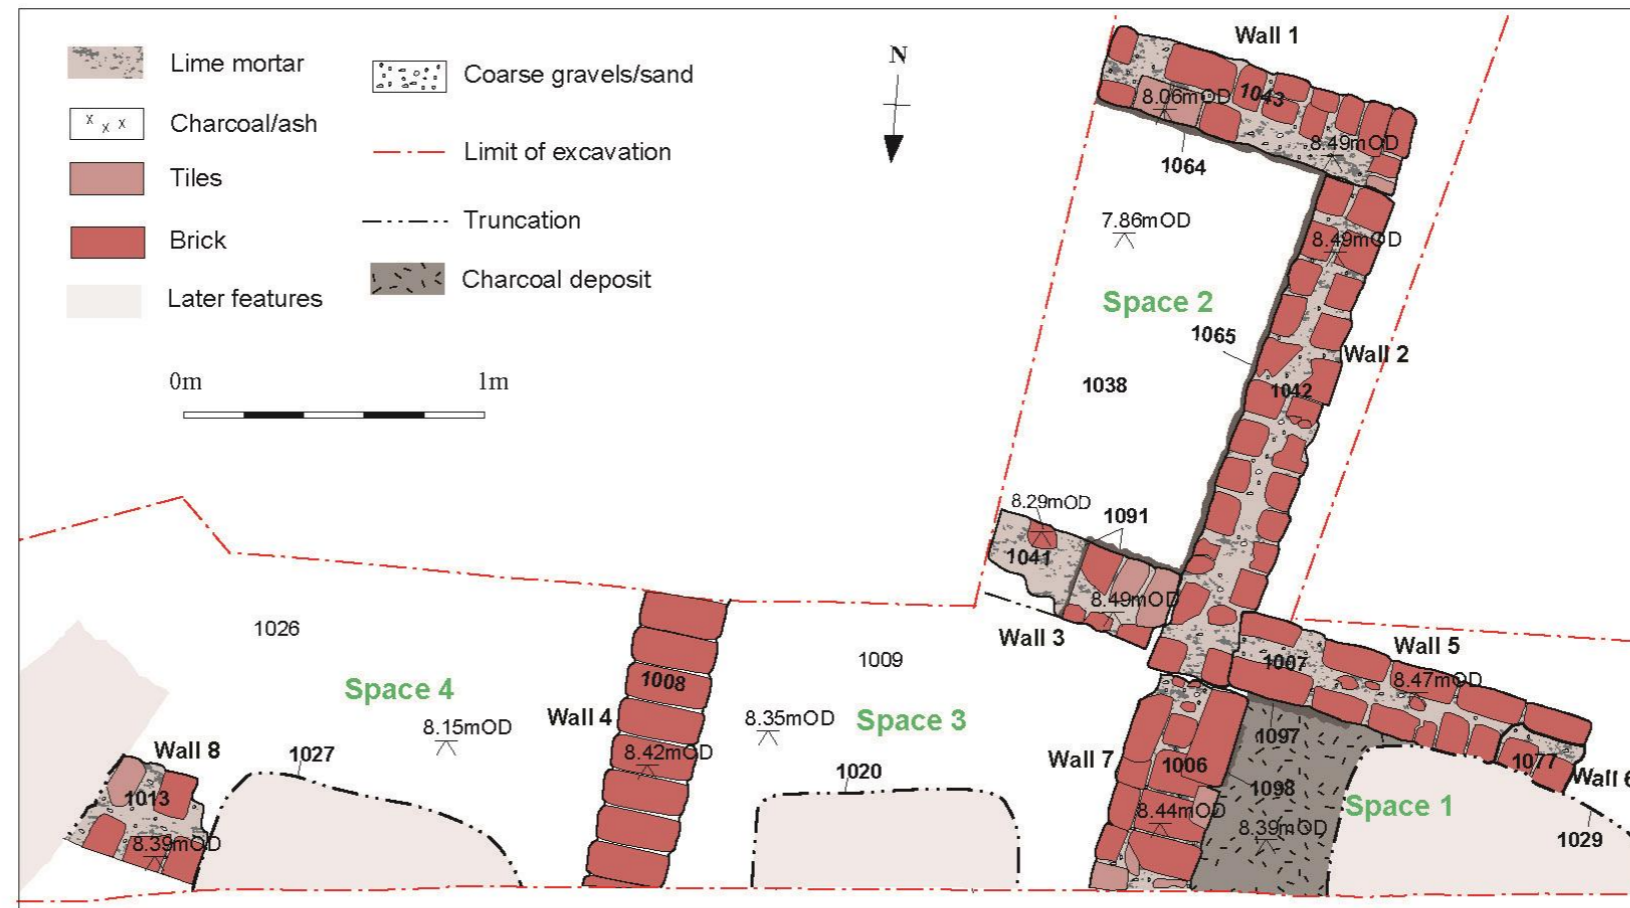 Lime mortar
Charcoal/ash
Tiles
Brick
Later features
Coarse gravels/sand
Limit of excavation
Truncation
Charcoal deposit
0m 1m
N
Wall 1
8.06mOD
1043
8.49mOD
1064
7.86mOD
8.49mOD
Space 2
1065
Wall 2
1038
1042
8.29mOD
1091
1041
8.49mOD
Wall 3
Wall 5
1007
8.47mOD
1026
1009
1008
Space 4
Wall 4
8.15mOD
8.42mOD
8.35mOD
Space 3
Wall 7
1006
1097
1098
1077
Wall 6
Wall 8
1027
1020
1013
8.39mOD
8.44mOD
8.39mOD
Space 1
1029